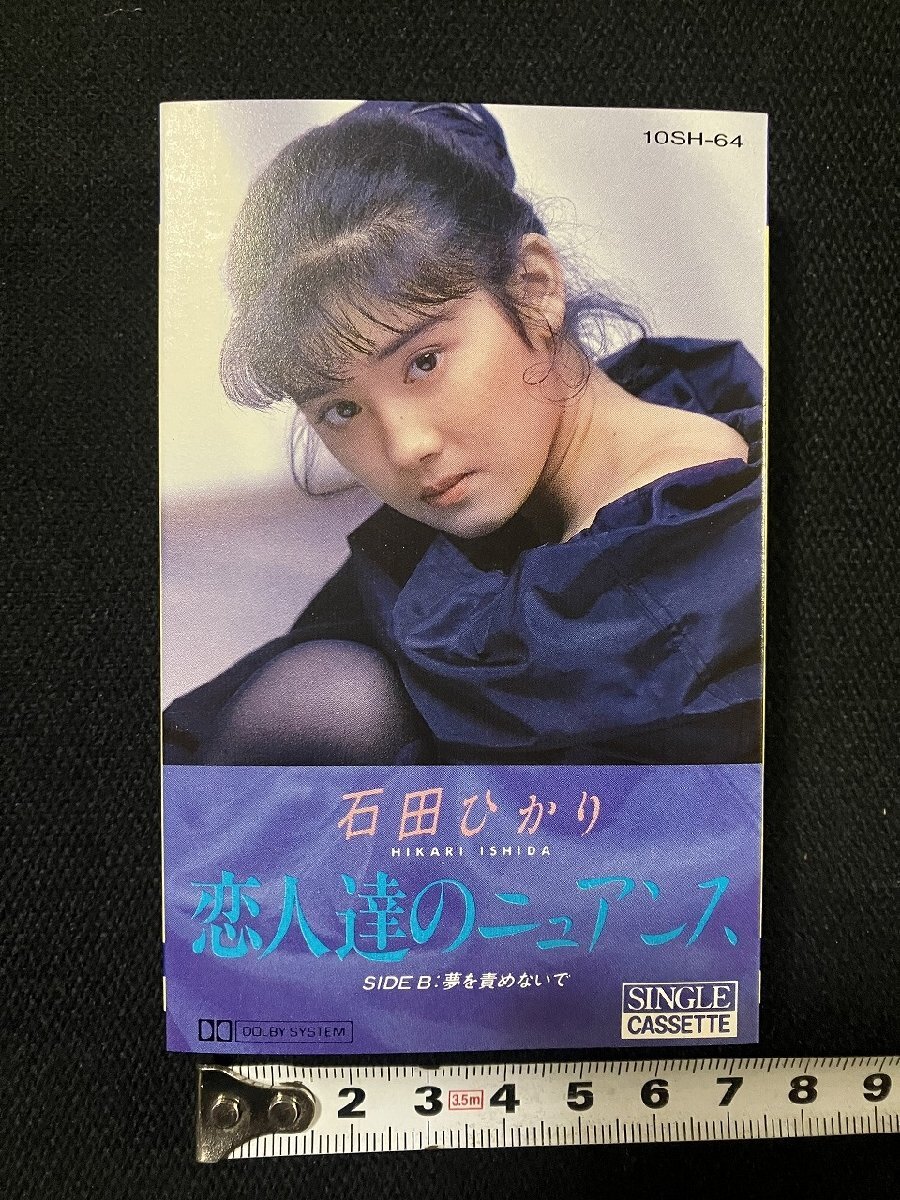 10SH-64
石田ひかり
HIKARI ISHIDA
恋人達のニュアンス
SIDE B:夢を責めないで
SINGLE
CASSETTE
DOLBY SYSTEM
2 3 3.5m 4 5 6 7 8 9